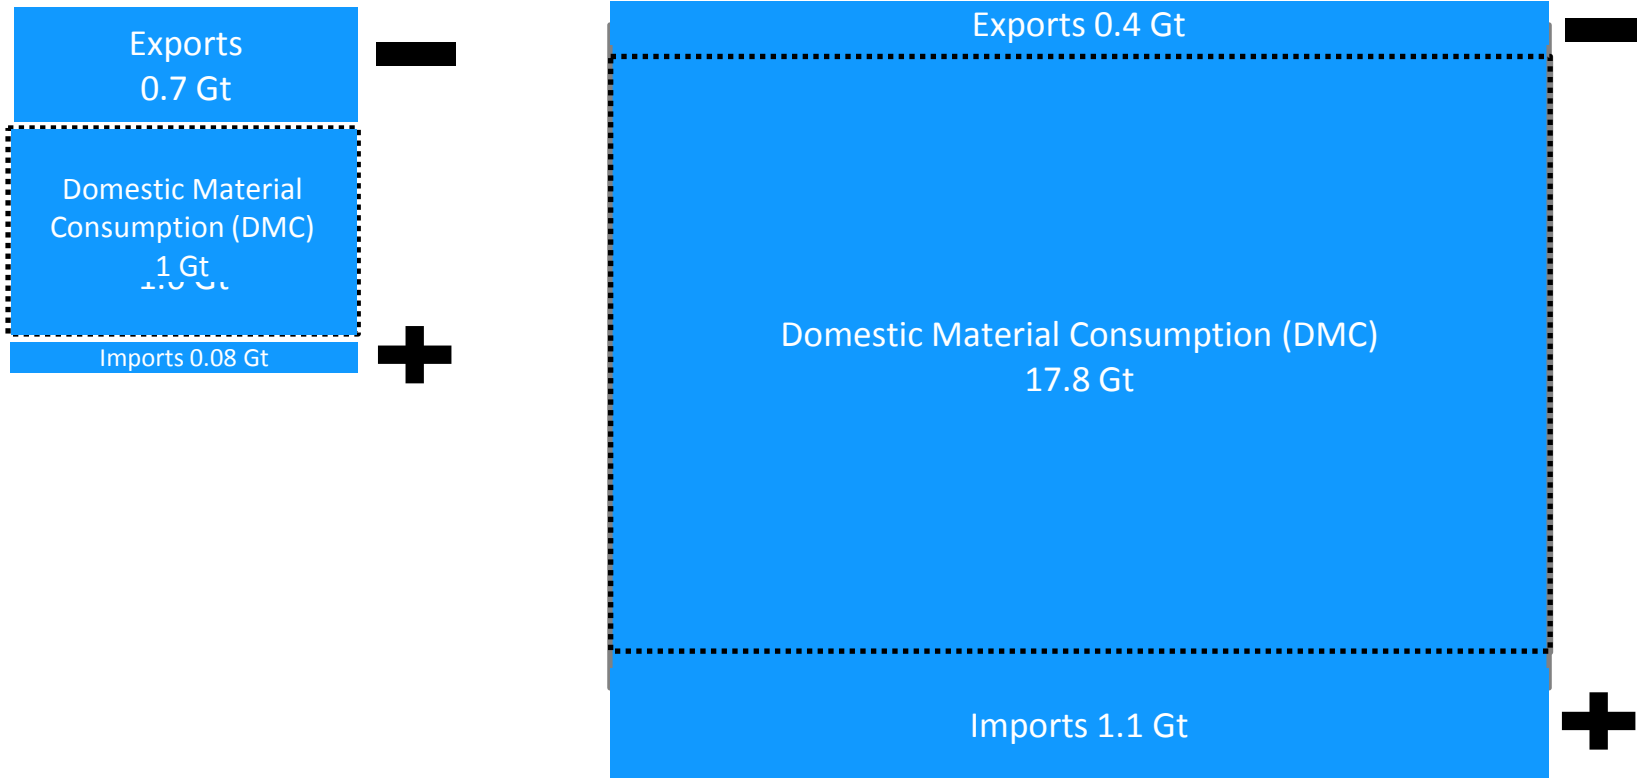 Exports
0.7 Gt
Domestic Material
Consumption (DMC)
1 Gt
Imports 0.08 Gt
Exports 0.4 Gt
Domestic Material Consumption (DMC)
17.8 Gt
Imports 1.1 Gt